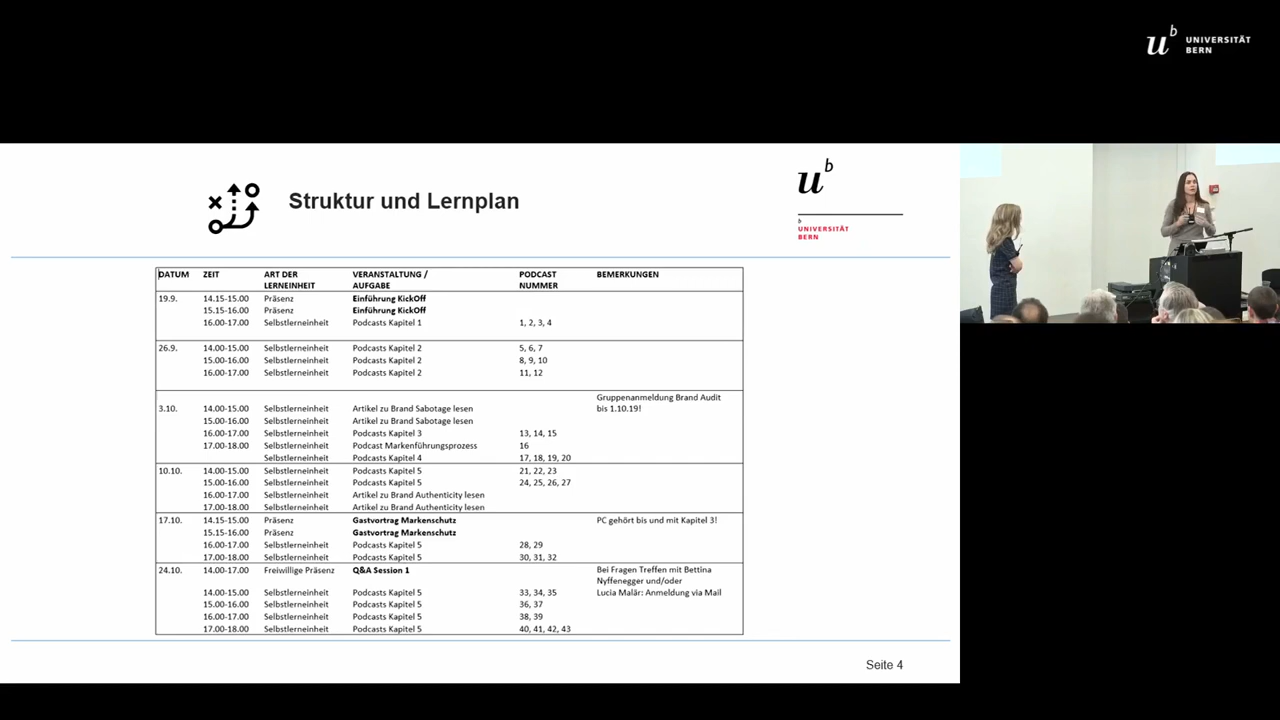 u b UNIVERSITÄT
BERN
Struktur und Lernplan
u b
b
UNIVERSITÄT
BERN
DATUM ZEIT ART DER LERNEINHEIT VERANSTALTUNG / AUFGABE PODCAST NUMMER BEMERKUNGEN
19.9. 14.15-15.00 Präsenz Einführung KickOff
15.15-16.00 Präsenz Einführung KickOff
16.00-17.00 Selbstlerneinheit Podcasts Kapitel 1 1, 2, 3, 4
26.9. 14.00-15.00 Selbstlerneinheit Podcasts Kapitel 2 5, 6, 7
15.00-16.00 Selbstlerneinheit Podcasts Kapitel 2 8, 9, 10
16.00-17.00 Selbstlerneinheit Podcasts Kapitel 2 11, 12
Gruppenanmeldung Brand Audit
3.10. 14.00-15.00 Selbstlerneinheit Artikel zu Brand Sabotage lesen bis 1.10.19!
15.00-16.00 Selbstlerneinheit Artikel zu Brand Sabotage lesen
16.00-17.00 Selbstlerneinheit Podcasts Kapitel 3 13, 14, 15
17.00-18.00 Selbstlerneinheit Podcast Markenführungsprozess 16
Selbstlerneinheit Podcasts Kapitel 4 17, 18, 19, 20
10.10. 14.00-15.00 Selbstlerneinheit Podcasts Kapitel 5 21, 22, 23
15.00-16.00 Selbstlerneinheit Podcasts Kapitel 5 24, 25, 26, 27
16.00-17.00 Selbstlerneinheit Artikel zu Brand Authenticity lesen
17.00-18.00 Selbstlerneinheit Artikel zu Brand Authenticity lesen
17.10. 14.15-15.00 Präsenz Gastvortrag Markenschutz PC gehört bis und mit Kapitel 3!
15.15-16.00 Präsenz Gastvortrag Markenschutz
16.00-17.00 Selbstlerneinheit Podcasts Kapitel 5 28, 29
17.00-18.00 Selbstlerneinheit Podcasts Kapitel 5 30, 31, 32
24.10. 14.00-17.00 Freiwillige Präsenz Q&A Session 1 Bei Fragen Treffen mit Bettina
Nyffenegger und/oder
14.00-15.00 Selbstlerneinheit Podcasts Kapitel 5 33, 34, 35 Lucia Malär: Anmeldung via Mail
15.00-16.00 Selbstlerneinheit Podcasts Kapitel 5 36, 37
16.00-17.00 Selbstlerneinheit Podcasts Kapitel 5 38, 39
17.00-18.00 Selbstlerneinheit Podcasts Kapitel 5 40, 41, 42, 43
Seite 4